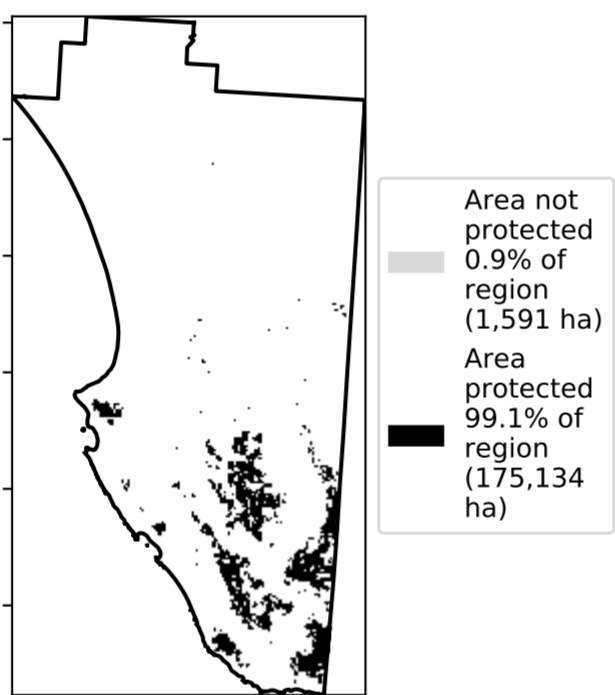 Area not
protected
0.9% of
region
(1,591 ha)
Area
protected
99.1% of
region
(175,134
ha)